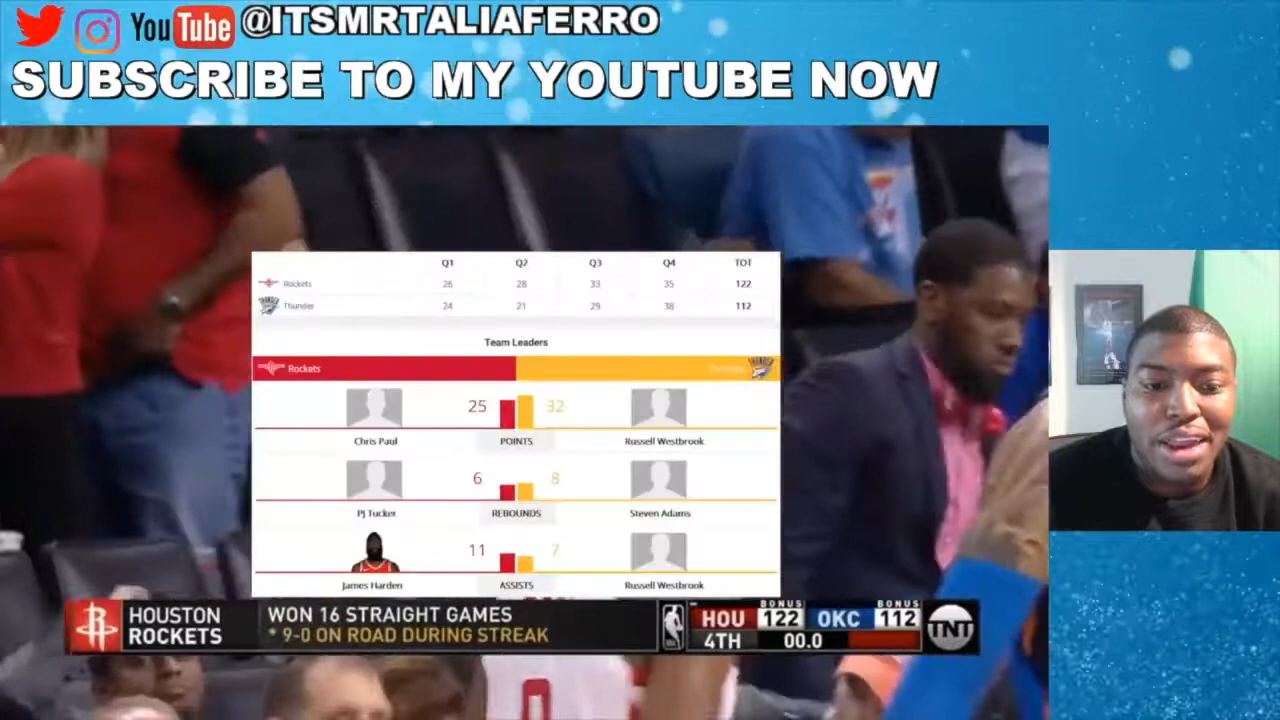 You Tube @ITSMRTALIAFERRO
SUBSCRIBE TO MY YOUTUBE NOW
Q1 Q2 Q3 Q4 TOT
Rockets 26 28 33 35 122
Thunder 24 21 29 38 112
Team Leaders
Rockets
25 32
Chris Paul POINTS Russell Westbrook
6 8
PJ Tucker REBOUNDS Steven Adams
11 7
James Harden ASSISTS Russell Westbrook
HOUSTON ROCKETS
WON 16 STRAIGHT GAMES
* 9-0 ON ROAD DURING STREAK
BONUS BONUS
HOU 122 OKC 112
4TH 00.0
TNT
0